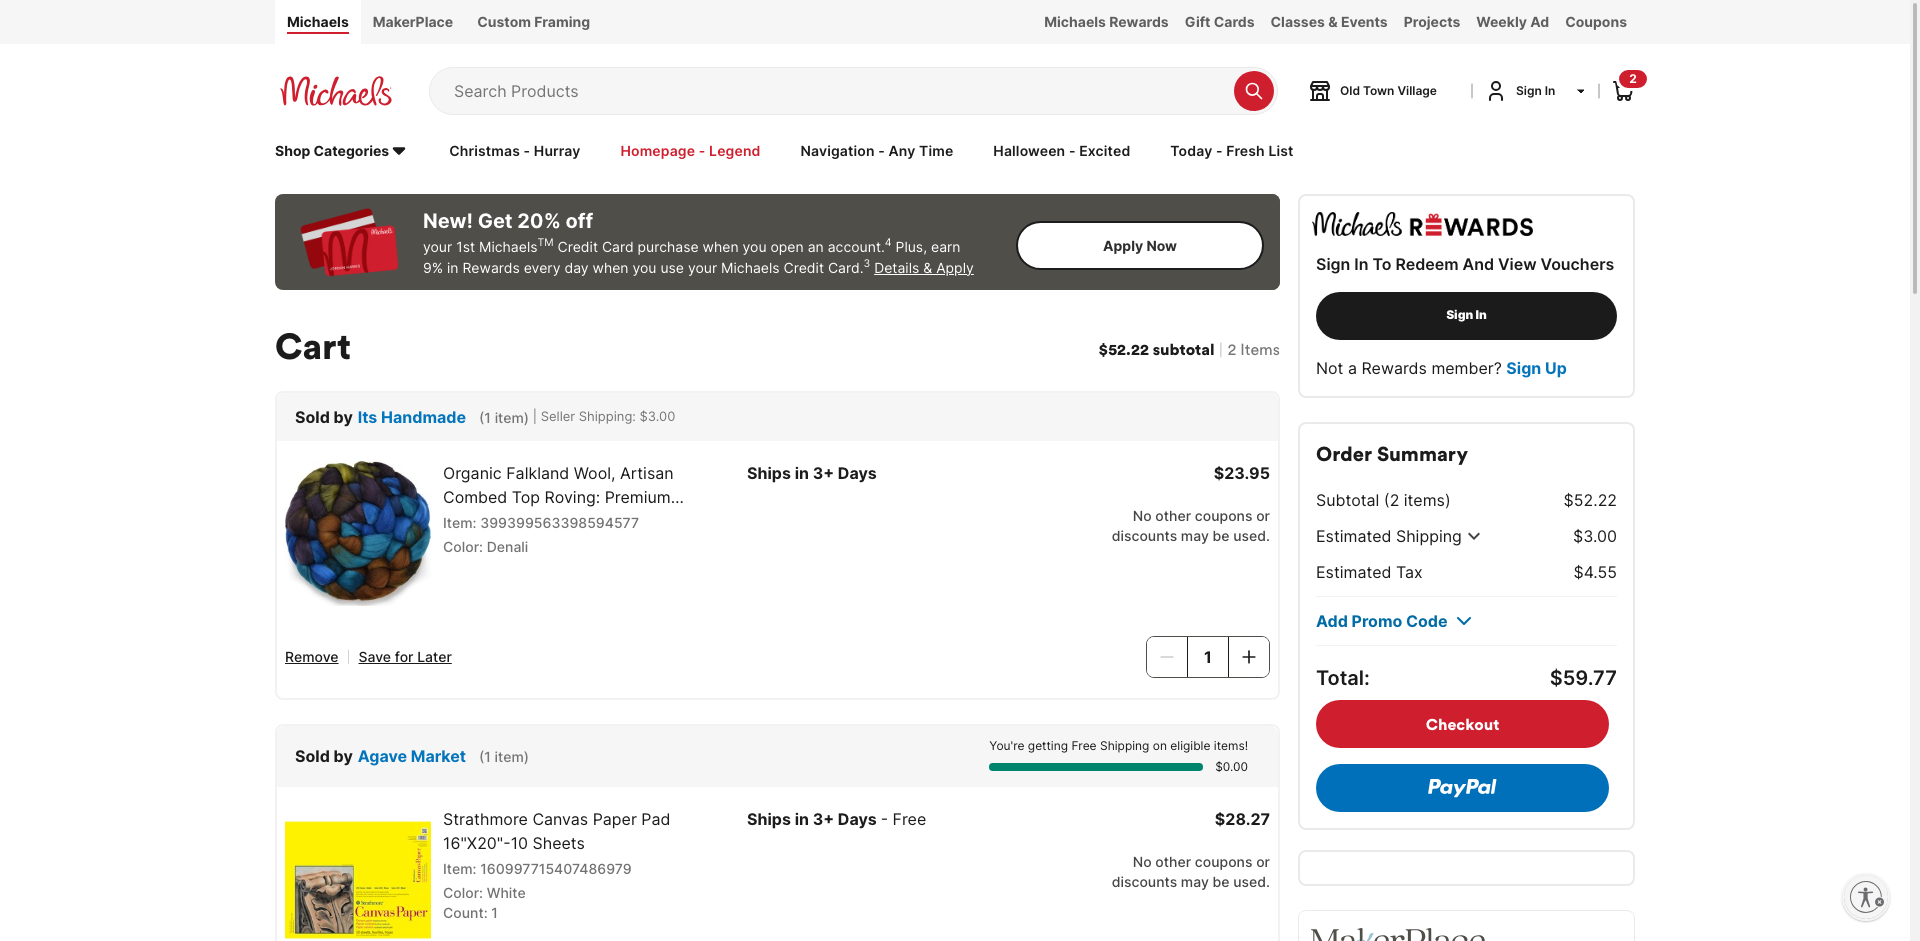 Michaels
MakerPlace
Custom Framing
Michaels Rewards
Gift Cards
Classes & Events
Projects
Weekly Ad
Coupons
Michaels
Search Products
Old Town Village
Sign In
2
Shop Categories
Christmas - Hurray
Homepage - Legend
Navigation - Any Time
Halloween - Excited
Today - Fresh List
New! Get 20% off
your 1st Michaels™ Credit Card purchase when you open an account.⁴ Plus, earn
9% in Rewards every day when you use your Michaels Credit Card.³ Details & Apply
Apply Now
Michaels REWARDS
Sign In To Redeem And View Vouchers
Sign In
Not a Rewards member? Sign Up
Cart
$52.22 subtotal | 2 Items
Sold by Its Handmade (1 item) | Seller Shipping: $3.00
Organic Falkland Wool, Artisan
Combed Top Roving: Premium...
Item: 399399563398594577
Color: Denali
Ships in 3+ Days
$23.95
No other coupons or
discounts may be used.
Remove
Save for Later
1
Sold by Agave Market (1 item)
You're getting Free Shipping on eligible items!
$0.00
Strathmore Canvas Paper Pad
16"X20"-10 Sheets
Item: 160997715407486979
Color: White
Count: 1
Ships in 3+ Days - Free
$28.27
No other coupons or
discounts may be used.
Strathmore
Canvas Paper
Order Summary
Subtotal (2 items) $52.22
Estimated Shipping $3.00
Estimated Tax $4.55
Add Promo Code
Total: $59.77
Checkout
PayPal
MakerPlace